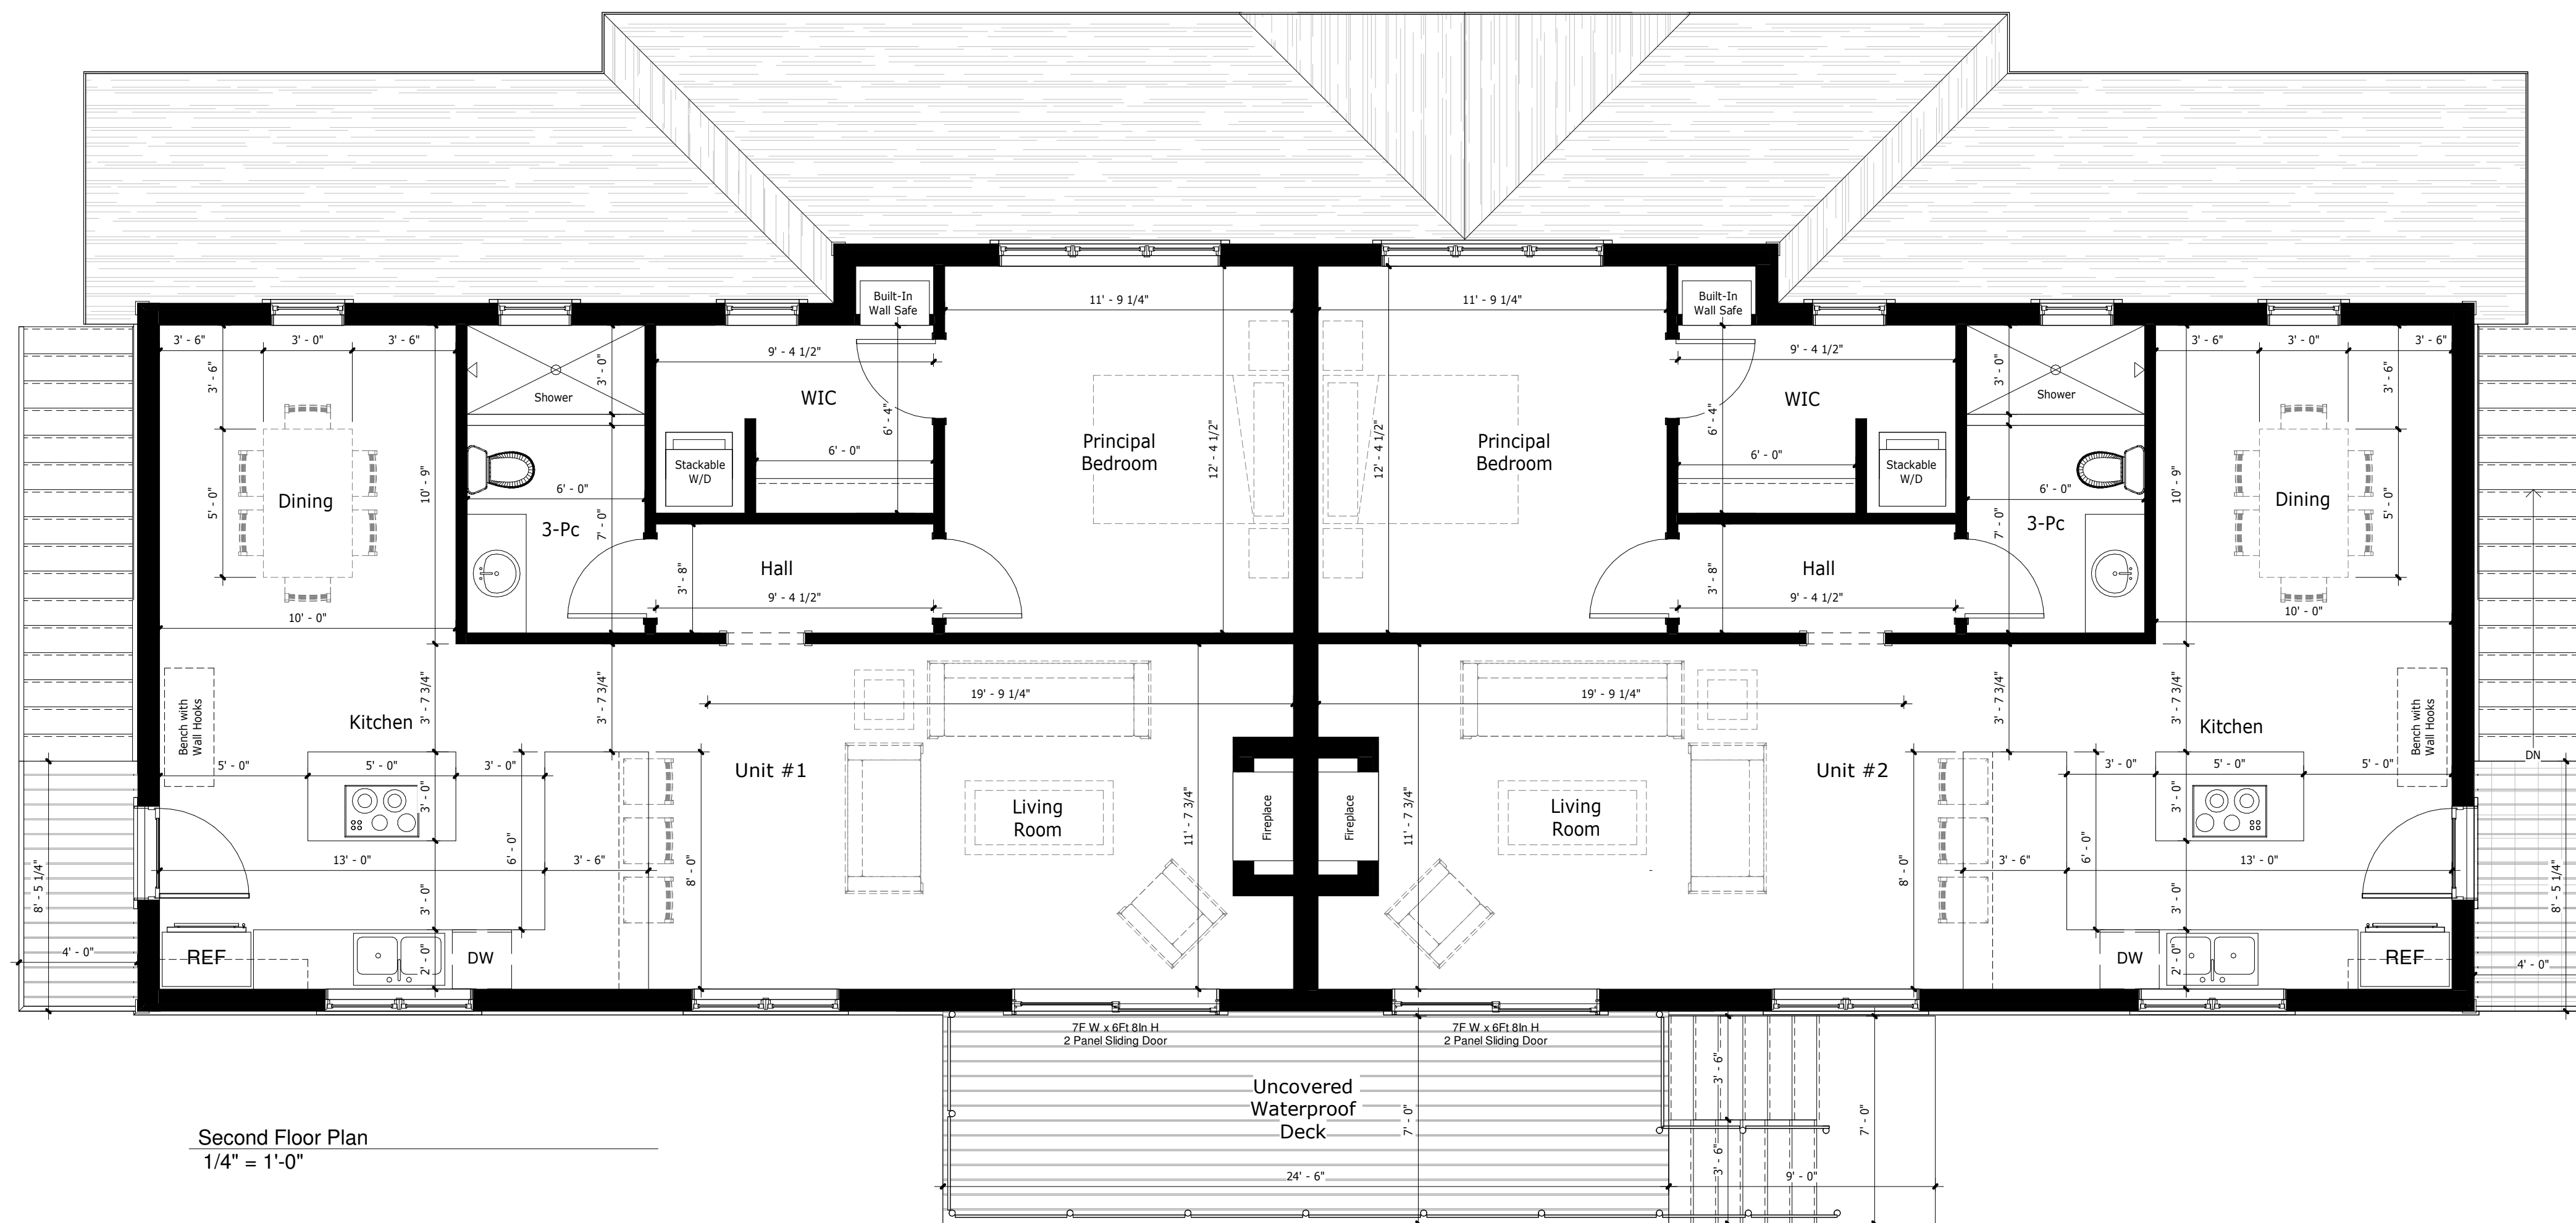 Built-In
Wall Safe
Built-In
Wall Safe
11' - 9 1/4"
11' - 9 1/4"
3' - 6"
3' - 0"
3' - 6"
3' - 6"
3' - 0"
9' - 4 1/2"
9' - 4 1/2"
3' - 0"
3' - 6"
3' - 0"
3' - 6"
3' - 6"
Shower
WIC
6' - 4"
WIC
6' - 4"
Shower
Principal
Bedroom
12' - 4 1/2"
12' - 4 1/2"
Principal
Bedroom
6' - 0"
6' - 0"
Stackable
W/D
Stackable
W/D
Dining
5' - 0"
10' - 9"
6' - 0"
3-Pc
7' - 0"
6' - 0"
3-Pc
7' - 0"
10' - 9"
Dining
5' - 0"
Hall
3' - 8"
9' - 4 1/2"
Hall
3' - 8"
9' - 4 1/2"
10' - 0"
10' - 0"
19' - 9 1/4"
19' - 9 1/4"
3' - 7 3/4"
3' - 7 3/4"
3' - 7 3/4"
3' - 7 3/4"
Bench with
Wall Hooks
Kitchen
Kitchen
Bench with
Wall Hooks
DN
5' - 0"
5' - 0"
3' - 0"
Unit #1
Unit #2
3' - 0"
5' - 0"
5' - 0"
3' - 0"
3' - 0"
Living
Room
11' - 7 3/4"
Fireplace
Fireplace
11' - 7 3/4"
Living
Room
6' - 0"
6' - 0"
13' - 0"
3' - 6"
8' - 0"
8' - 0"
3' - 6"
13' - 0"
8' - 5 1/4"
8' - 5 1/4"
3' - 0"
3' - 0"
4' - 0"
REF
2' - 0"
DW
DW
2' - 0"
REF
4' - 0"
7F W x 6Ft 8In H
2 Panel Sliding Door
7F W x 6Ft 8In H
2 Panel Sliding Door
Uncovered
Waterproof
Deck
7' - 0"
3' - 6"
3' - 6"
7' - 0"
24' - 6"
9' - 0"
Second Floor Plan
1/4" = 1'-0"